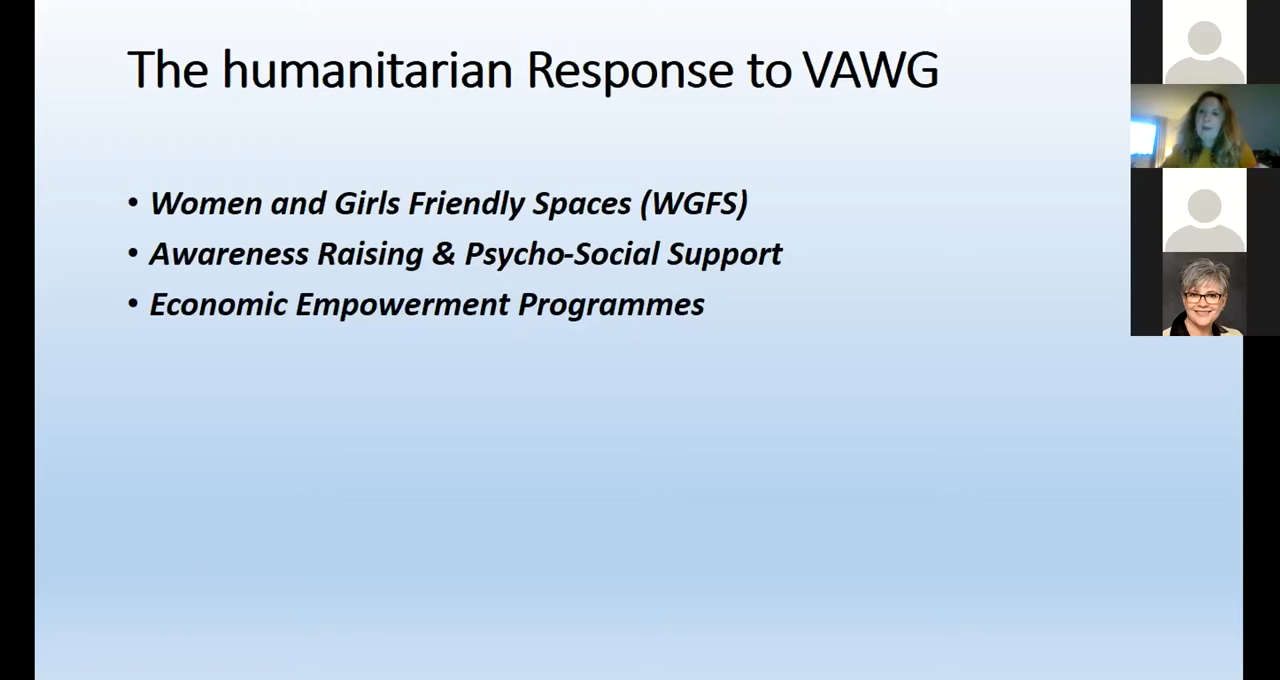 The humanitarian Response to VAWG
• Women and Girls Friendly Spaces (WGFS)
• Awareness Raising & Psycho-Social Support
• Economic Empowerment Programmes